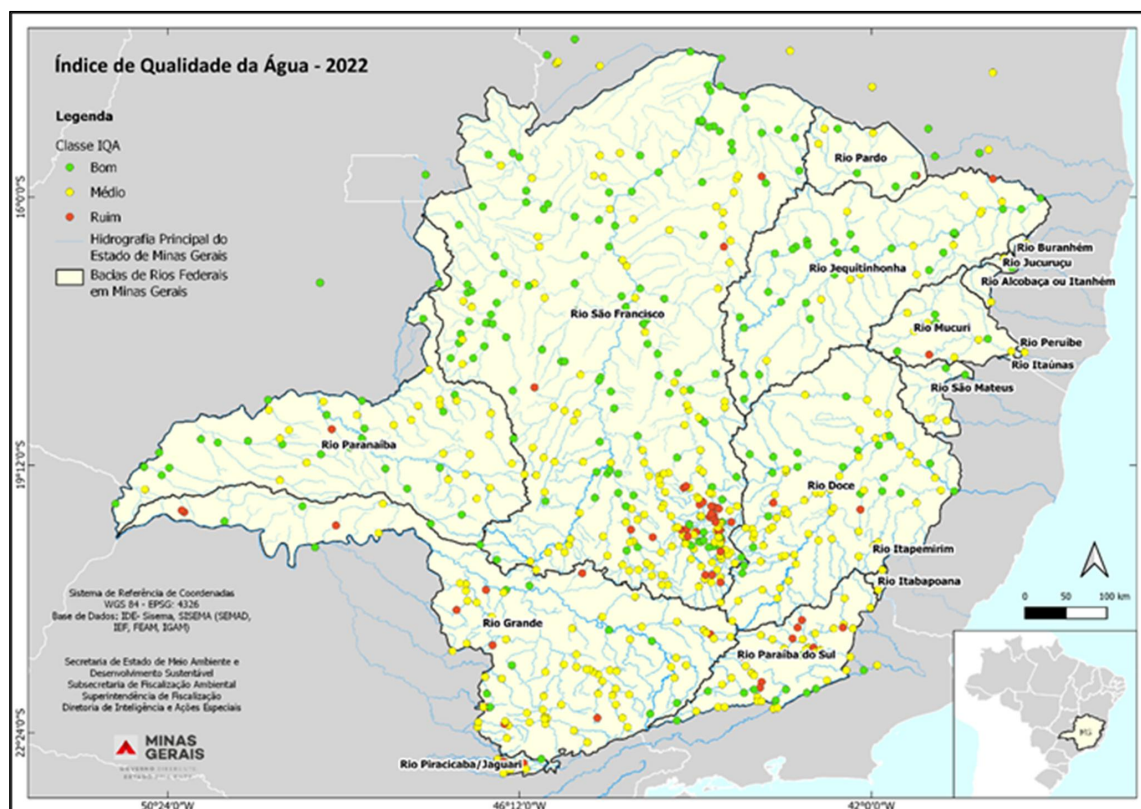 Índice de Qualidade da Água - 2022
Legenda
Classe IQA
Bom
Médio
Ruim
Hidrografia Principal do
Estado de Minas Gerais
Bacias de Rios Federais
em Minas Gerais
16°0'0"S
19°12'0"S
22°24'0"S
Rio Pardo
Rio Jequitinhonha
Rio Buranhém
Rio Jucuruçu
Rio Alcobaça ou Itanhém
Rio São Francisco
Rio Mucuri
Rio Peruíbe
Rio Itaúnas
Rio São Mateus
Rio Paranaíba
Rio Doce
Rio Itapemirim
Rio Itabapoana
Rio Grande
Rio Paraíba do Sul
Rio Piracicaba/Jaguari
0 50 100 km
Sistema de Referência de Coordenadas
WGS 84 - EPSG: 4326
Base de Dados: IDE- Sisema, SISEMA (SEMAD,
IEF, FEAM, IGAM)
Secretaria de Estado de Meio Ambiente e
Desenvolvimento Sustentável
Subsecretaria de Fiscalização Ambiental
Superintendência de Fiscalização
Diretoria de Inteligência e Ações Especiais
MINAS
GERAIS
MG
50°24'0"W 46°12'0"W 42°0'0"W